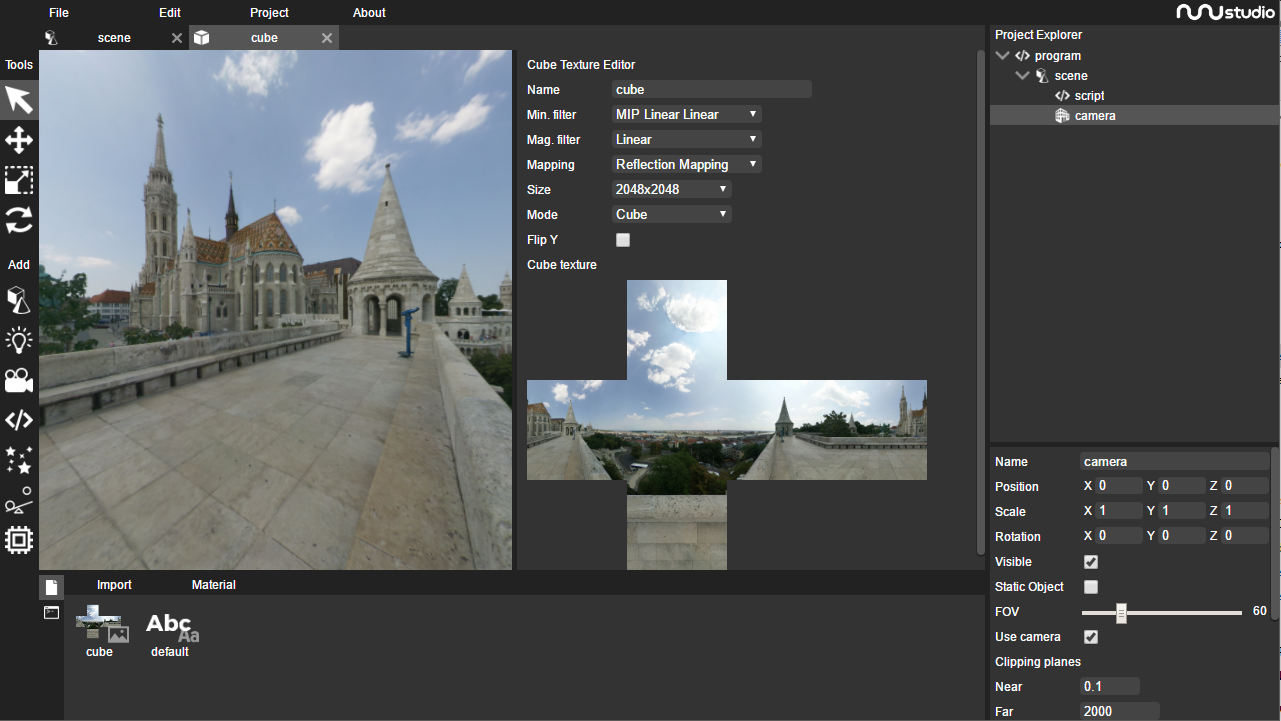 File Edit Project About
nunustudio
scene cube
Tools
Add
Cube Texture Editor
Name cube
Min. filter MIP Linear Linear
Mag. filter Linear
Mapping Reflection Mapping
Size 2048x2048
Mode Cube
Flip Y
Cube texture
Import Material
cube
Abc
Aa
default
Project Explorer
program
scene
script
camera
Name camera
Position X 0 Y 0 Z 0
Scale X 1 Y 1 Z 1
Rotation X 0 Y 0 Z 0
Visible
Static Object
FOV 60
Use camera
Clipping planes
Near 0.1
Far 2000